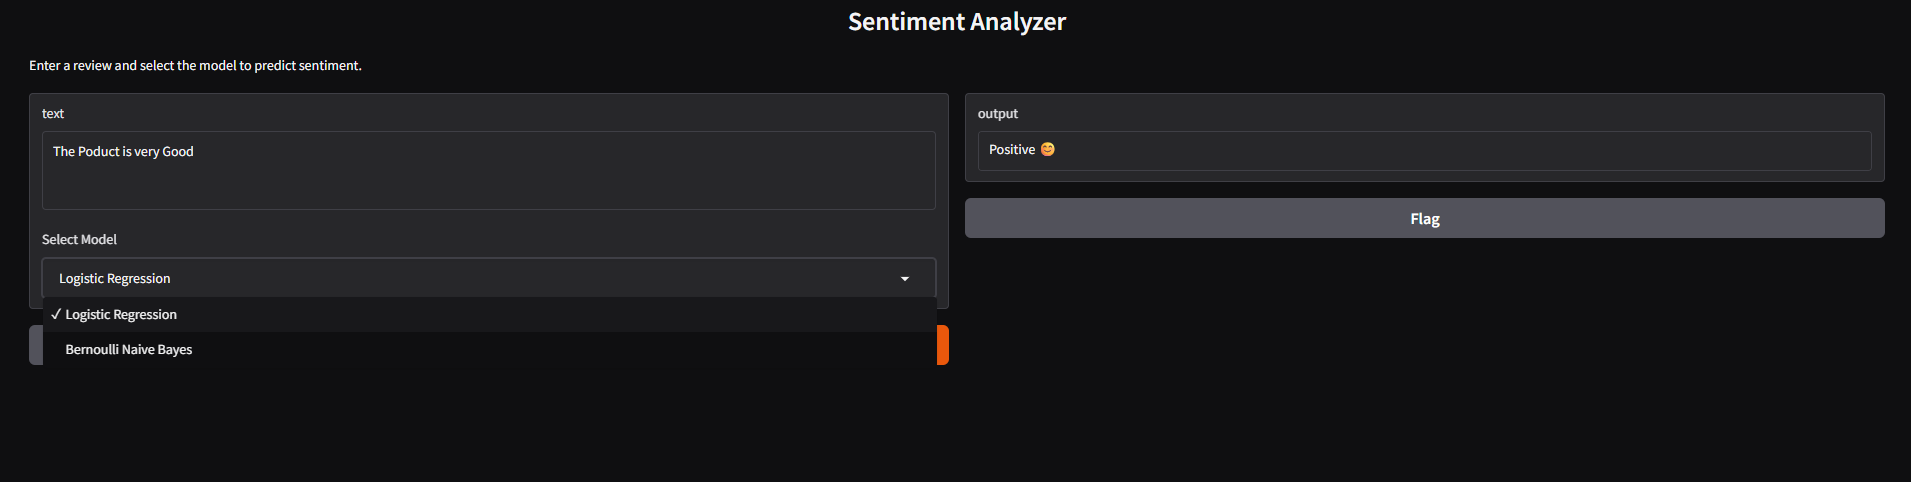 Sentiment Analyzer
Enter a review and select the model to predict sentiment.
text
The Poduct is very Good
Select Model
Logistic Regression
✓ Logistic Regression
Bernoulli Naive Bayes
output
Positive 😊
Flag